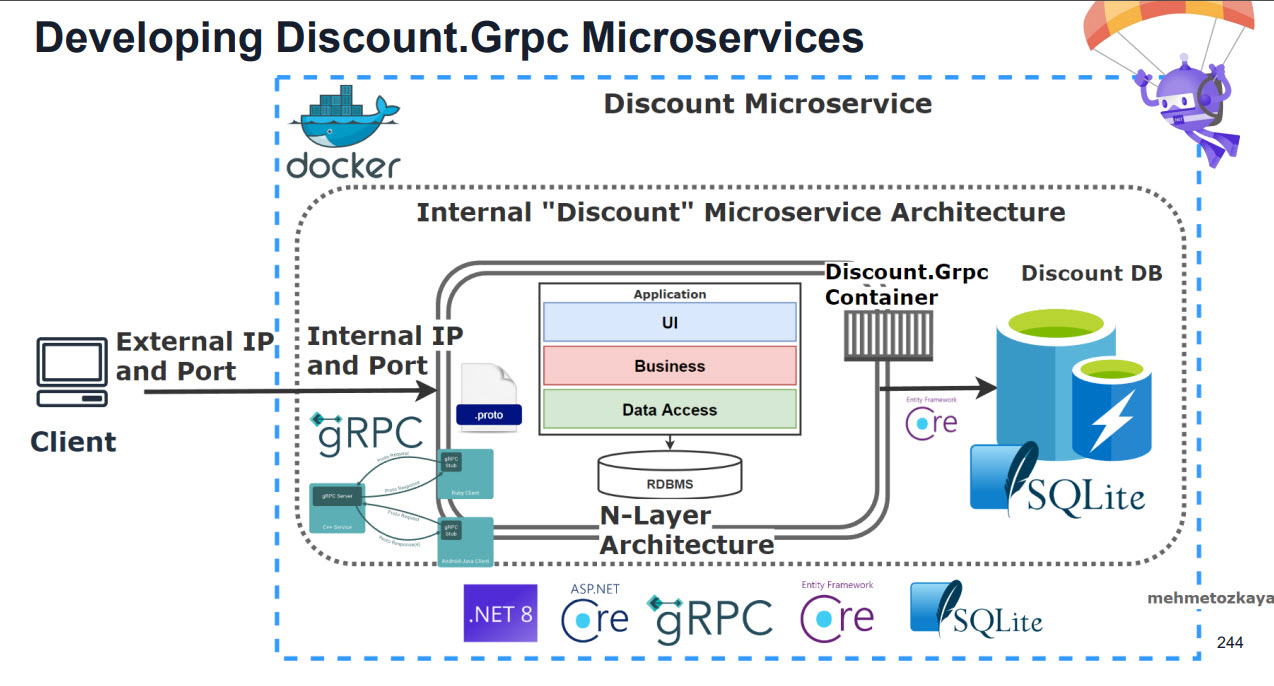 Developing Discount.Grpc Microservices
docker
Discount Microservice
.NET
Internal "Discount" Microservice Architecture
Discount.Grpc
Container
Discount DB
External IP
and Port
Client
Internal IP
and Port
.proto
Application
UI
Business
Data Access
RDBMS
N-Layer
Architecture
gRPC
Proto Request
Proto Response
gRPC
Stub
Ruby Client
gRPC Server
C++ Service
Proto Request
Proto Response(s)
gRPC
Stub
Android-Java Client
Entity Framework
Core
SQLite
.NET 8
ASP.NET
Core
gRPC
Entity Framework
Core
SQLite
mehmetozkaya
244